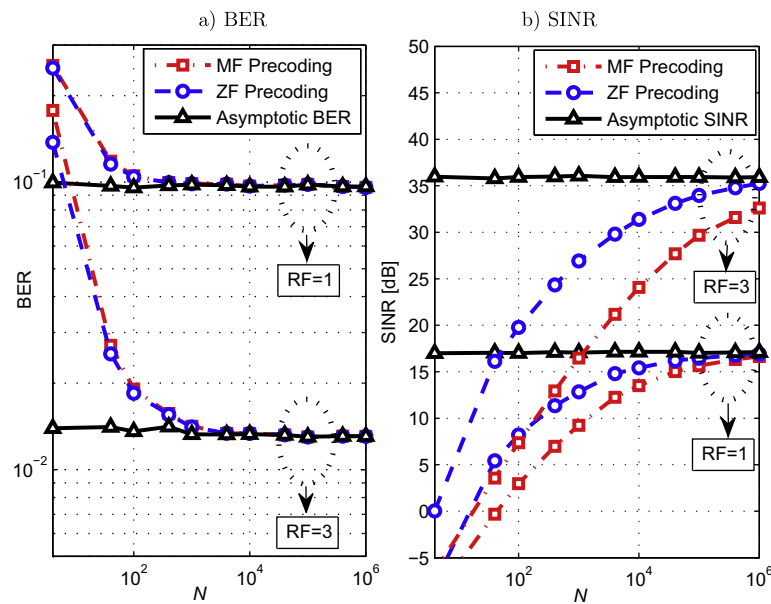 a) BER
MF Precoding
ZF Precoding
Asymptotic BER
10^-1
10^-2
BER
RF=1
RF=3
10^2
10^4
10^6
N
b) SINR
MF Precoding
ZF Precoding
Asymptotic SINR
50
45
40
35
30
25
20
15
10
5
0
−5
SINR [dB]
RF=3
RF=1
10^2
10^4
10^6
N